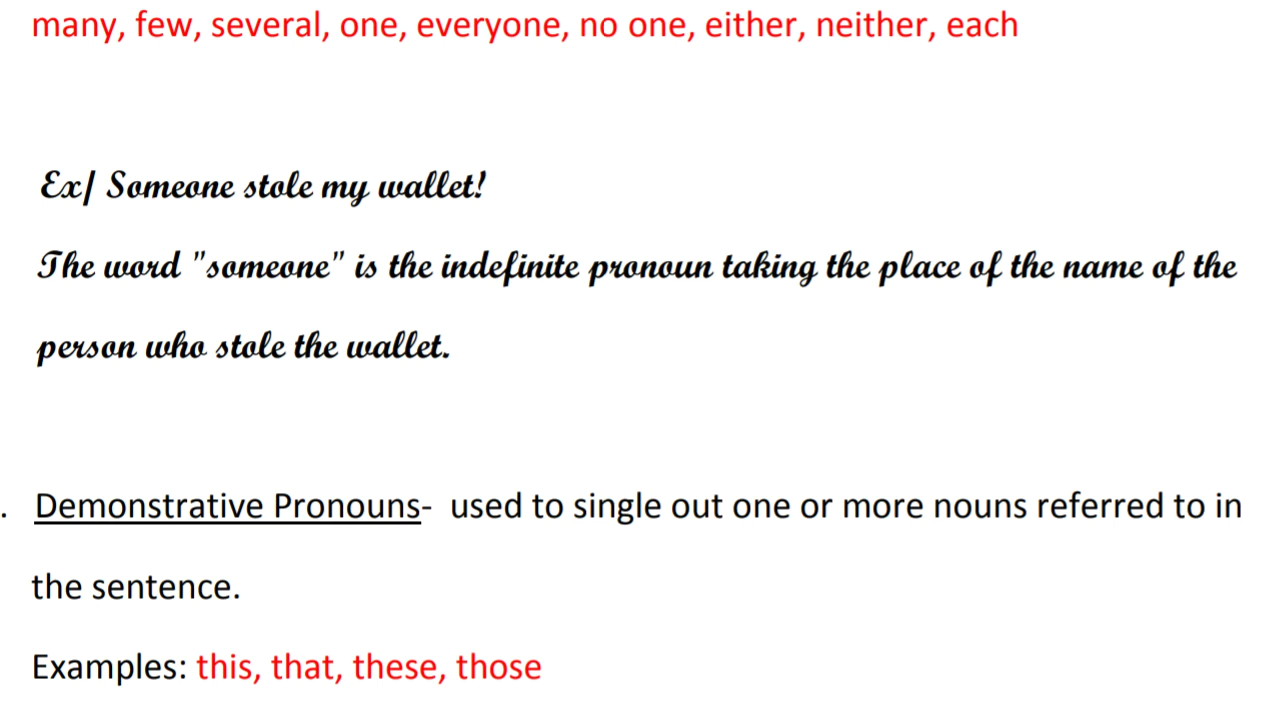 many, few, several, one, everyone, no one, either, neither, each
Ex/ Someone stole my wallet!
The word "someone" is the indefinite pronoun taking the place of the name of the
person who stole the wallet.
. Demonstrative Pronouns- used to single out one or more nouns referred to in
the sentence.
Examples: this, that, these, those